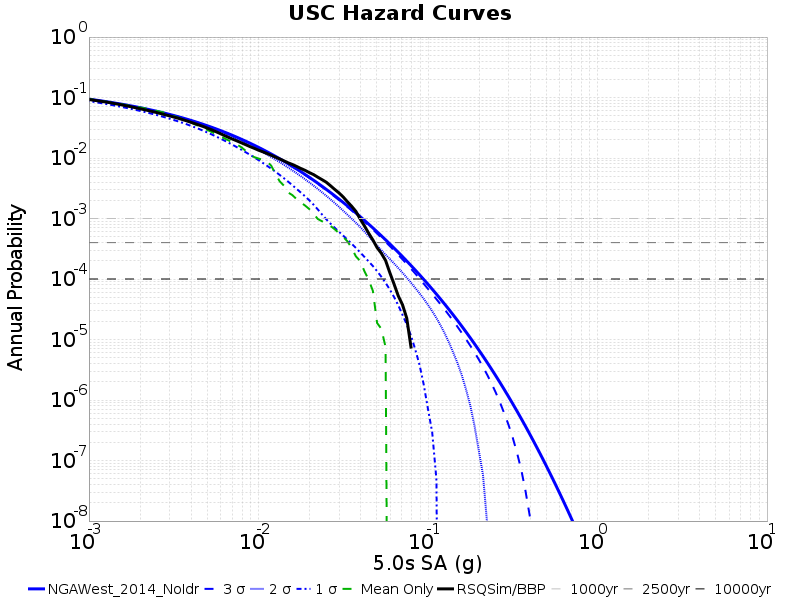 USC Hazard Curves
10^0
10^-1
10^-2
10^-3
10^-4
10^-5
10^-6
10^-7
10^-8
Annual Probability
10^-3 10^-2 10^-1 10^0 10^1
5.0s SA (g)
NGAWest_2014_NoIdr 3 σ 2 σ 1 σ Mean Only RSQSim/BBP 1000yr 2500yr 10000yr